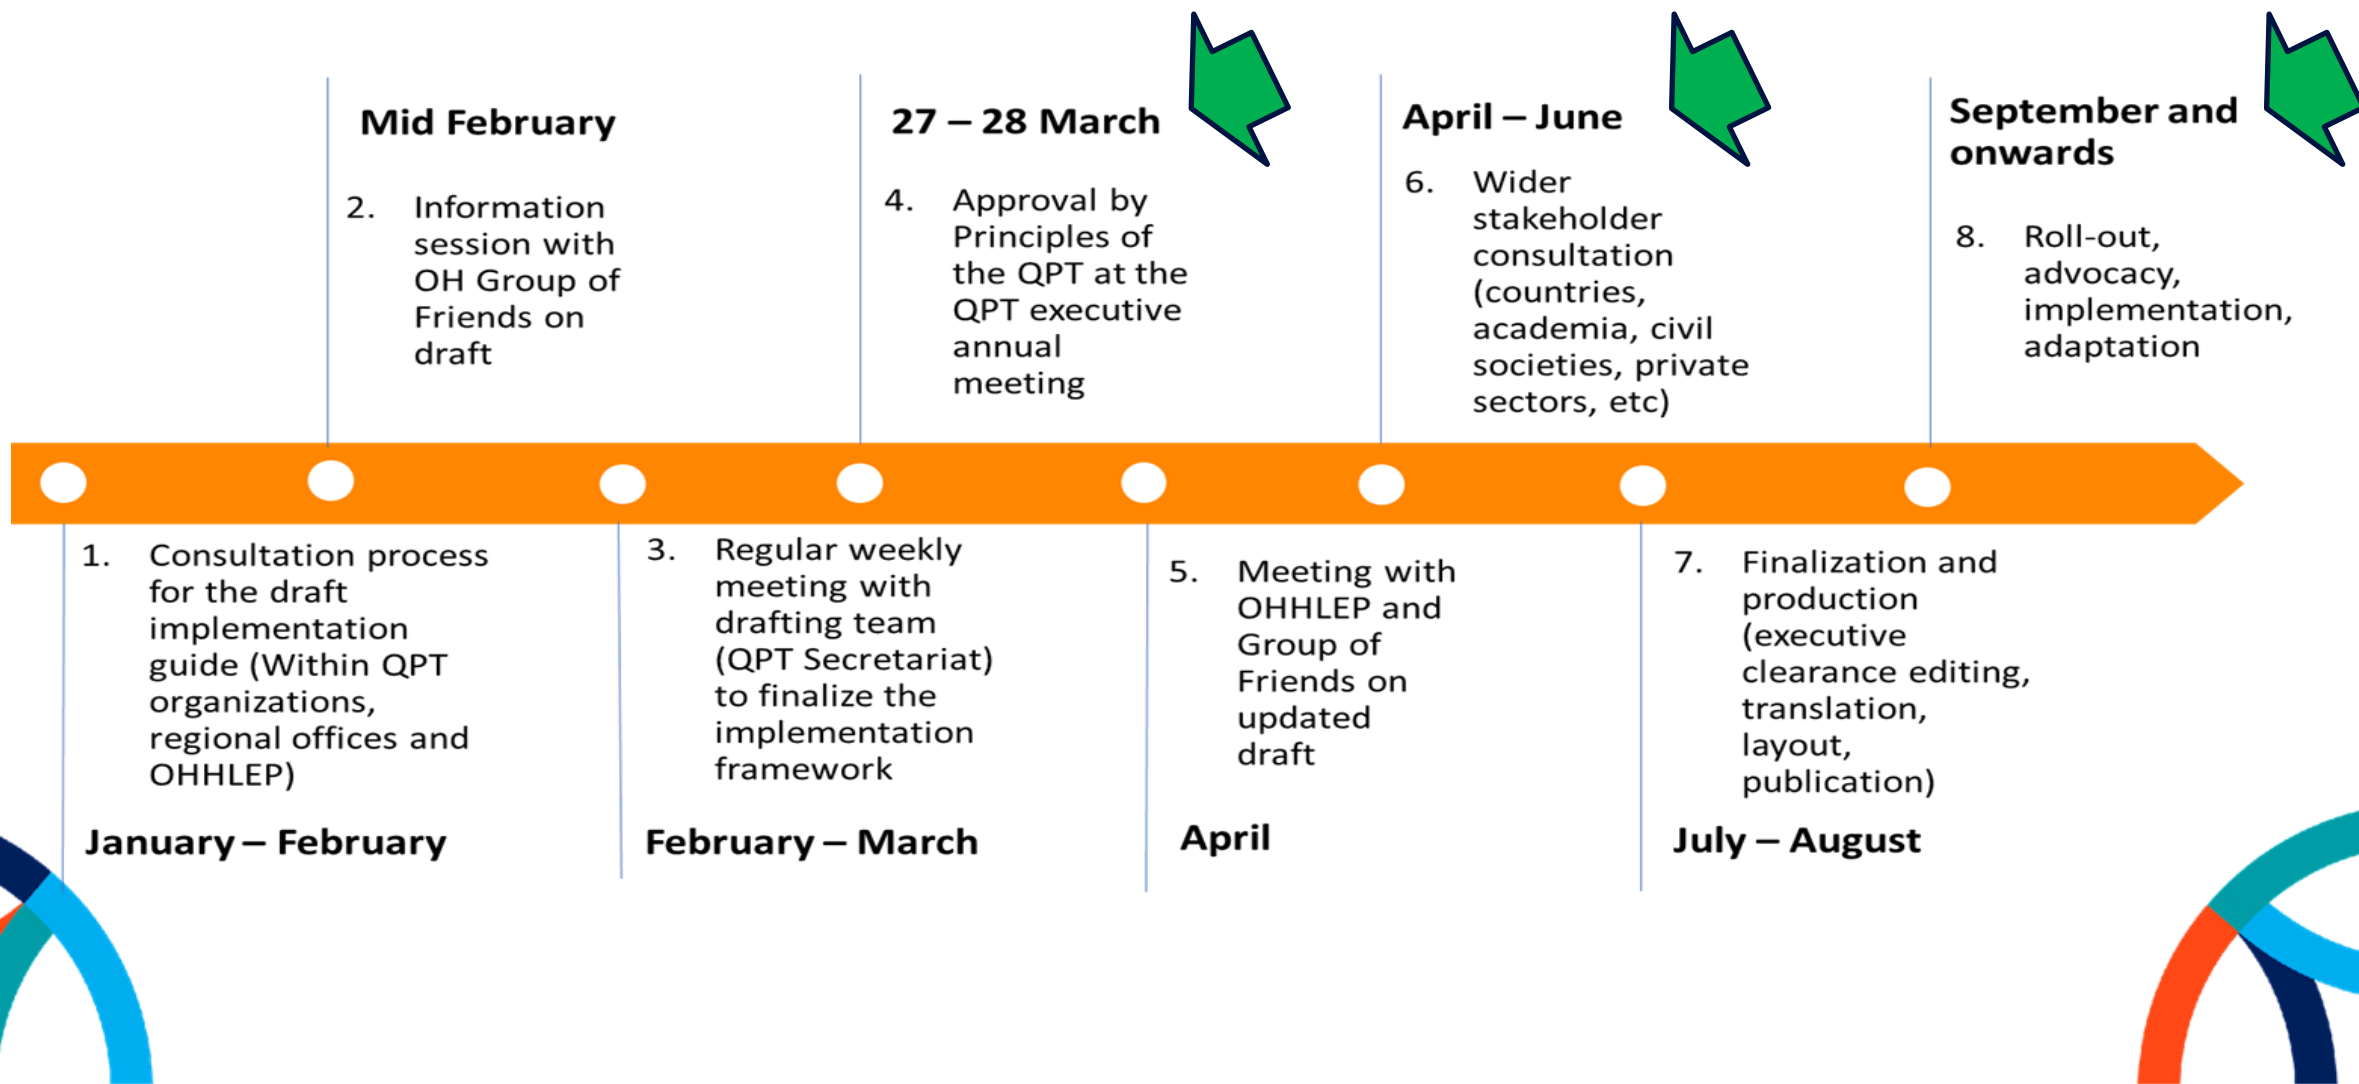 Mid February
2. Information
session with
OH Group of
Friends on
draft
27 – 28 March
4. Approval by
Principles of
the QPT at the
QPT executive
annual
meeting
April – June
6. Wider
stakeholder
consultation
(countries,
academia, civil
societies, private
sectors, etc)
September and
onwards
8. Roll-out,
advocacy,
implementation,
adaptation
1. Consultation process
for the draft
implementation
guide (Within QPT
organizations,
regional offices and
OHHLEP)
January – February
3. Regular weekly
meeting with
drafting team
(QPT Secretariat)
to finalize the
implementation
framework
February – March
5. Meeting with
OHHLEP and
Group of
Friends on
updated
draft
April
7. Finalization and
production
(executive
clearance editing,
translation,
layout,
publication)
July – August